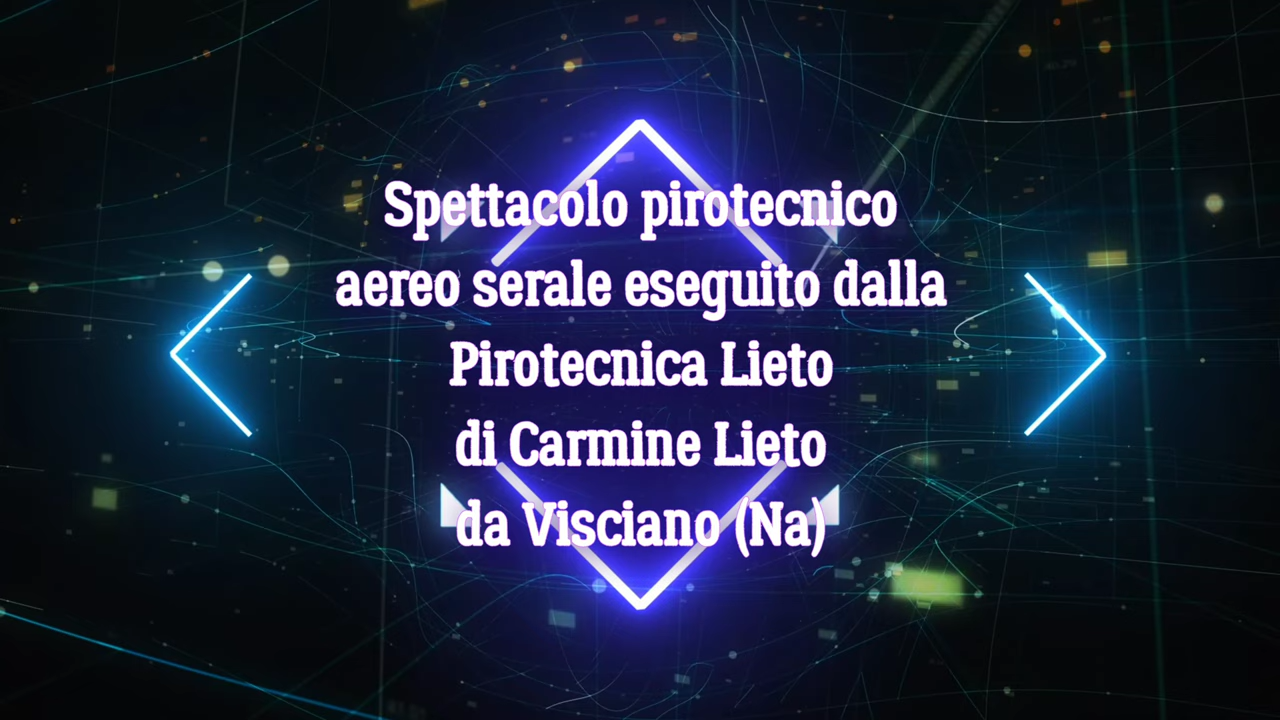 Spettacolo pirotecnico
aereo serale eseguito dalla
Pirotecnica Lieto
di Carmine Lieto
da Visciano (Na)